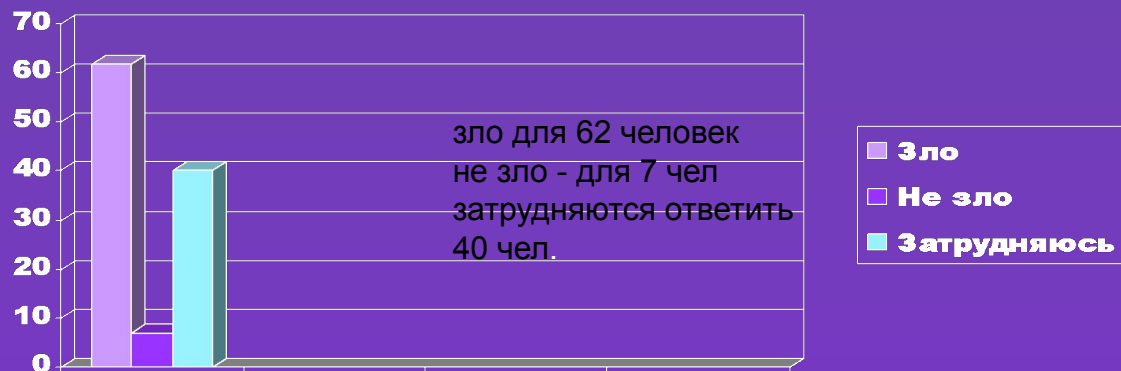 70
60
50
40
30
20
10
0
зло для 62 человек
не зло - для 7 чел
затрудняются ответить
40 чел.
Зло
Не зло
Затрудняюсь